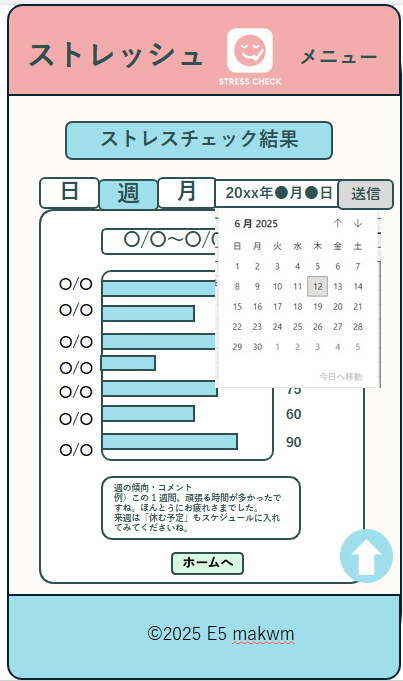 ストレッシュ
STRESS CHECK
メニュー
ストレスチェック結果
日 週 月 20xx年●月●日 送信
〇/〇～〇/〇
6 月 2025 ↑ ↓
日 月 火 水 木 金 土
1 2 3 4 5 6 7
8 9 10 11 12 13 14
15 16 17 18 19 20 21
22 23 24 25 26 27 28
29 30 1 2 3 4 5
今日へ移動
〇/〇
〇/〇
〇/〇
〇/〇
〇/〇 75
〇/〇 60
〇/〇 90
週の傾向・コメント
例）この１週間、頑張る時間が多かったで
すね。ほんとうにお疲れさまでした。
来週は「休む予定」もスケジュールに入れ
てみてくださいね。
ホームへ
©2025 E5 makwm